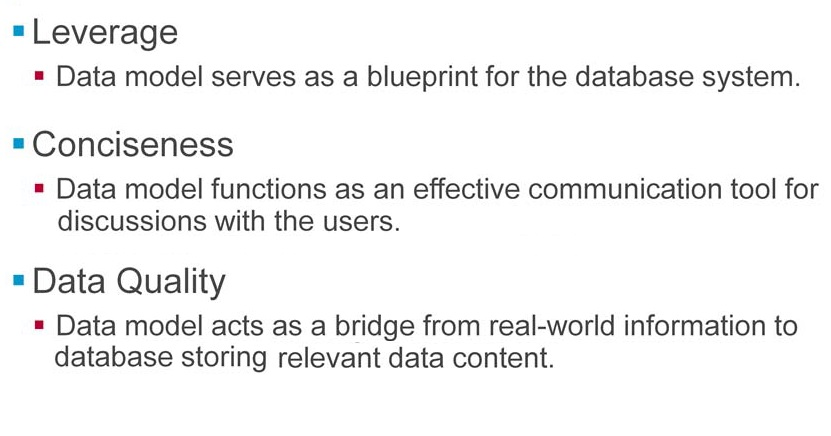 Leverage
Data model serves as a blueprint for the database system.
Conciseness
Data model functions as an effective communication tool for
discussions with the users.
Data Quality
Data model acts as a bridge from real-world information to
database storing relevant data content.